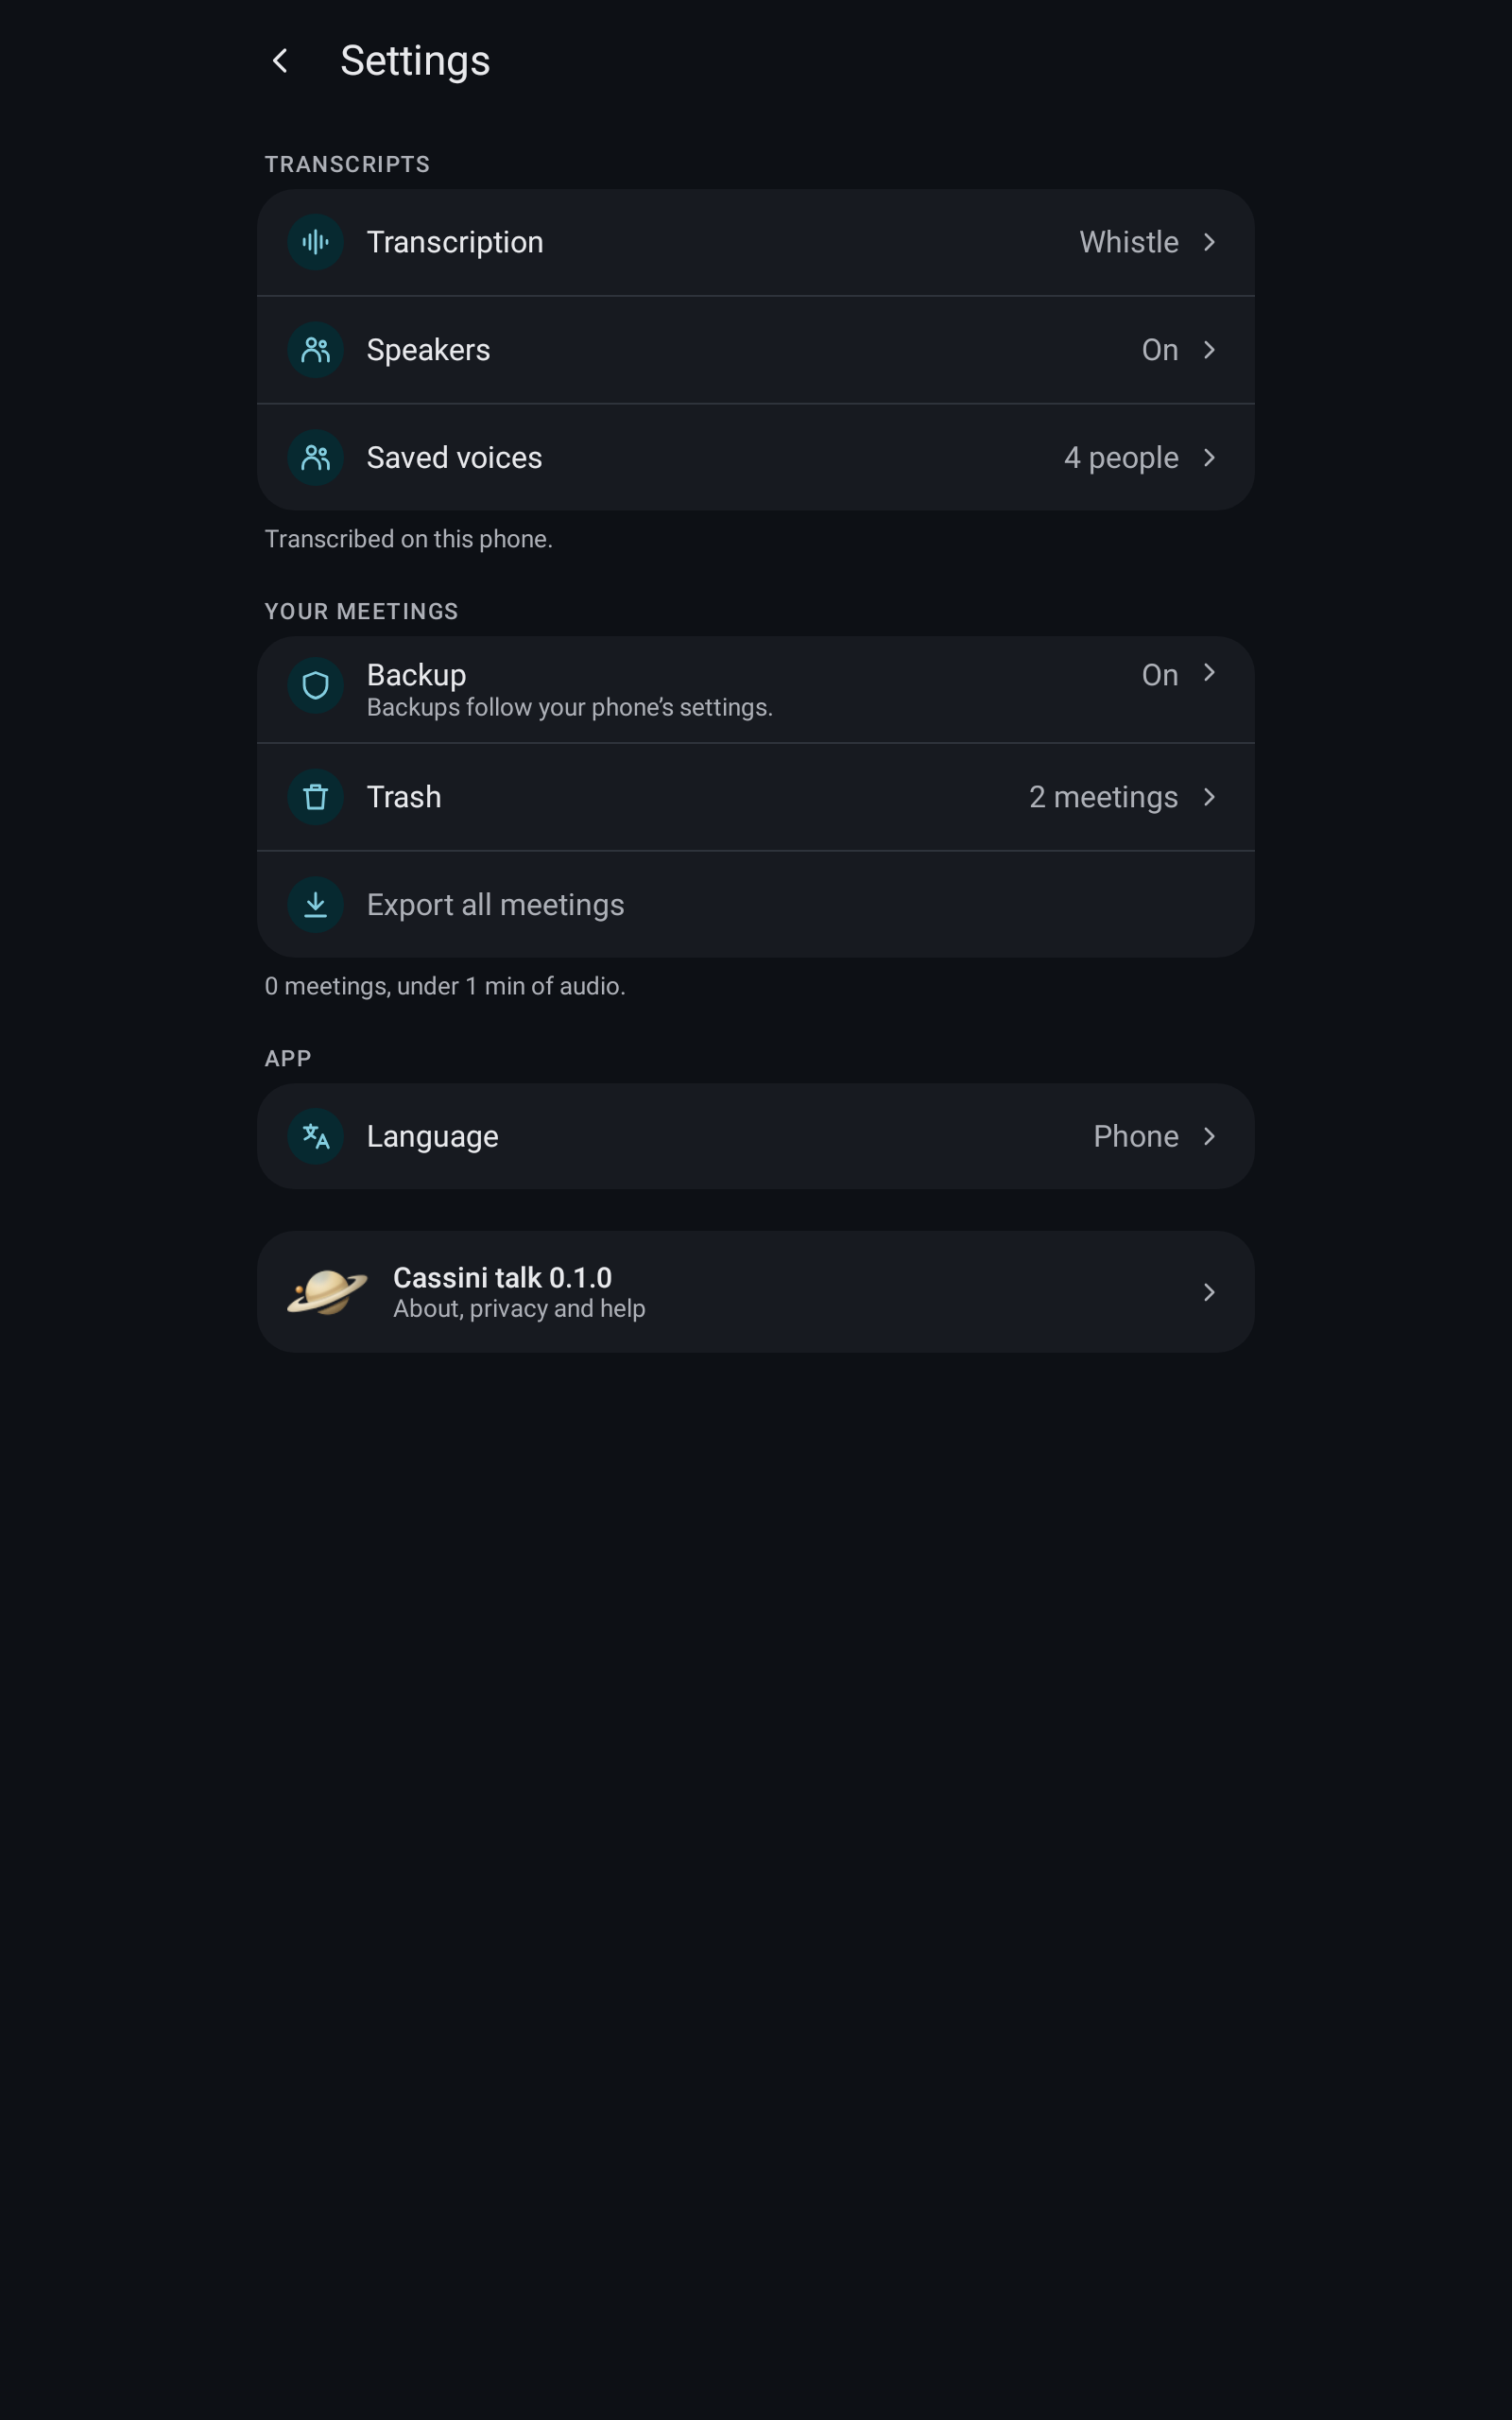 Settings
TRANSCRIPTS
Transcription Whistle
Speakers On
Saved voices 4 people
Transcribed on this phone.
YOUR MEETINGS
Backup On
Backups follow your phone’s settings.
Trash 2 meetings
Export all meetings
0 meetings, under 1 min of audio.
APP
Language Phone
Cassini talk 0.1.0
About, privacy and help